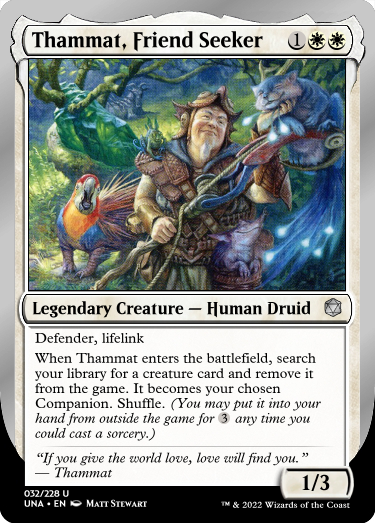 Thammat, Friend Seeker 1
Legendary Creature — Human Druid
Defender, lifelink
When Thammat enters the battlefield, search
your library for a creature card and remove it
from the game. It becomes your chosen
Companion. Shuffle. (You may put it into your
hand from outside the game for 3 any time you
could cast a sorcery.)
“If you give the world love, love will find you.”
— Thammat
1/3
032/228 U
UNA • EN Matt Stewart
™ & © 2022 Wizards of the Coast